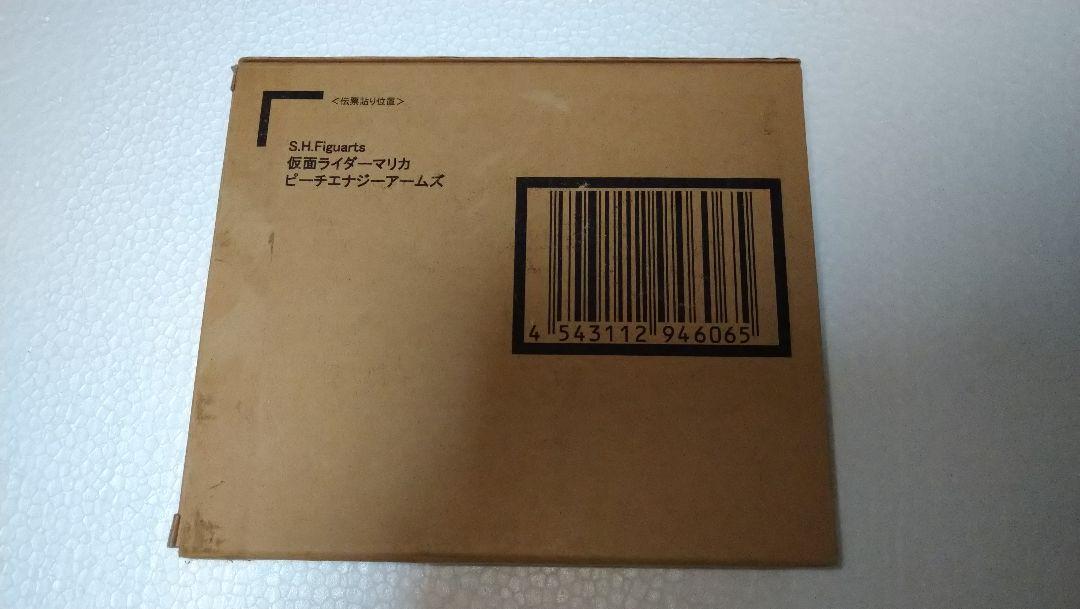 <伝票貼り位置>
S.H.Figuarts
仮面ライダーマリカ
ピーチエナジーアームズ
4 543112 946065